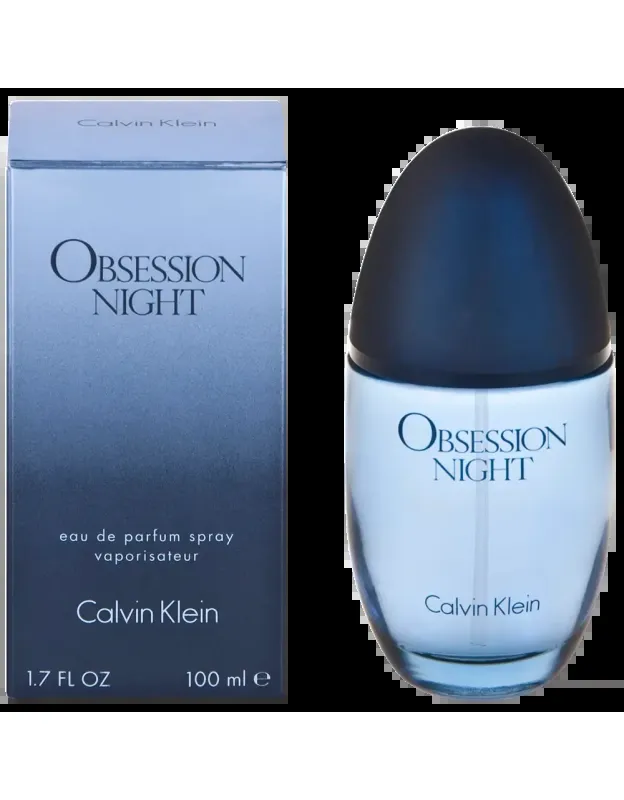 Calvin Klein
OBSESSION
NIGHT
eau de parfum spray
vaporisateur
Calvin Klein
1.7 FL OZ 100 ml e
OBSESSION
NIGHT
Calvin Klein